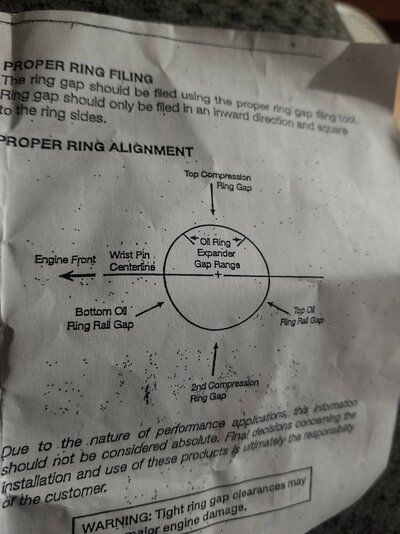 PROPER RING FILING
The ring gap should be filed using the proper ring gap filing tool.
Ring gap should only be filed in an inward direction and square
to the ring sides.
PROPER RING ALIGNMENT
Top Compression
Ring Gap
Oil Ring
Expander
Gap Range
Engine Front
Wrist Pin
Centerline
Bottom Oil
Ring Rail Gap
Top Oil
Ring Rail Gap
2nd Compression
Ring Gap
Due to the nature of performance applications, this information
should not be considered absolute. Final decisions concerning the
installation and use of these products is ultimately the responsibility
of the customer.
WARNING: Tight ring gap clearances may
major engine damage.